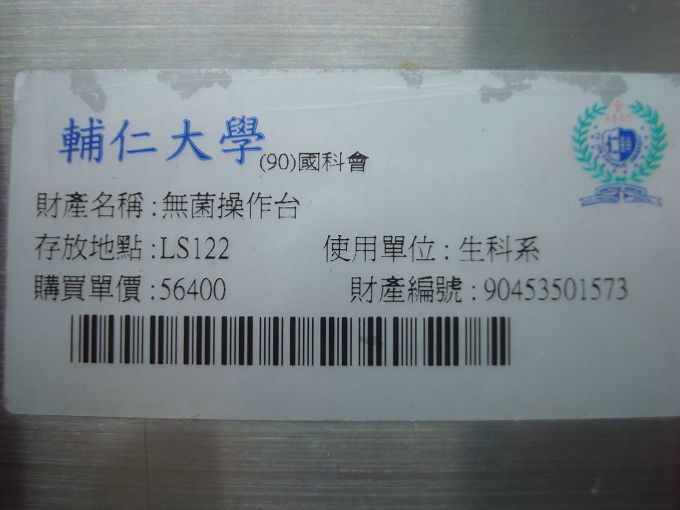 輔仁大學 (90)國科會
財產名稱:無菌操作台
存放地點:LS122 使用單位:生科系
購買單價:56400 財產編號:90453501573